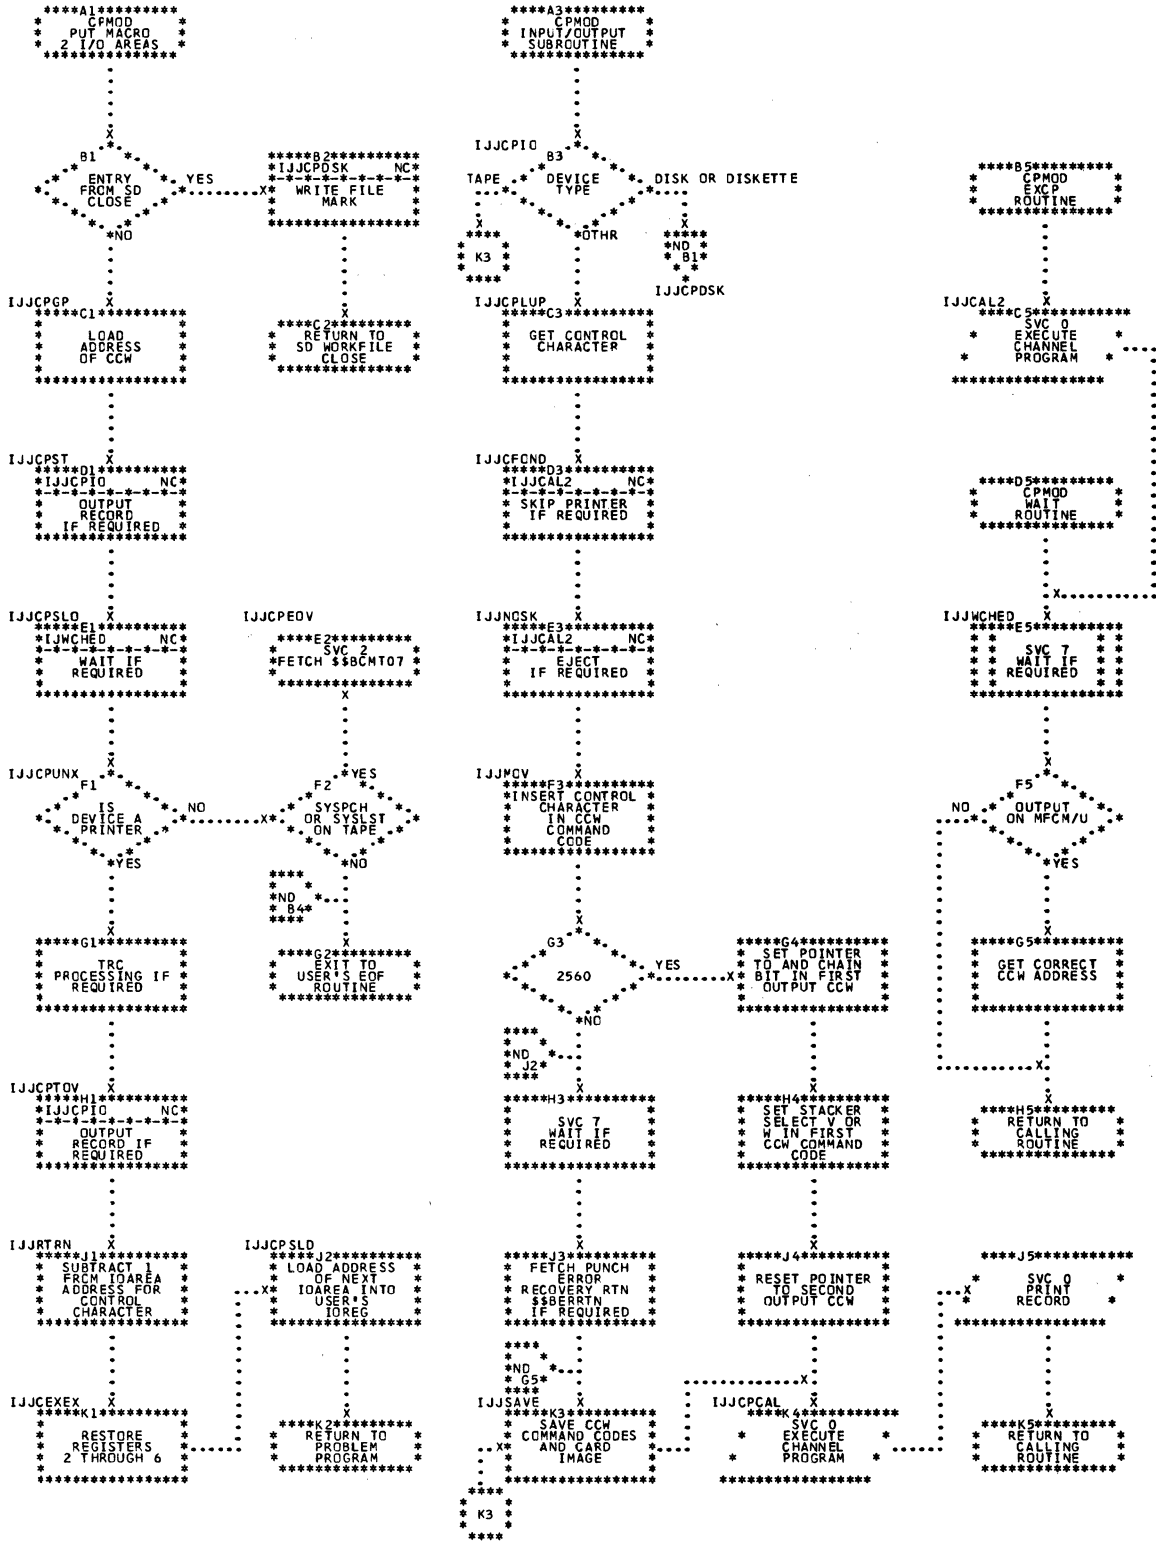 A1
CPMOD
PUT MACRO
2 I/O AREAS
B1
ENTRY
FROM SD
CLOSE
YES
NO
B2
IJJCPDSK NC
WRITE FILE
MARK
C2
RETURN TO
SD WORKFILE
CLOSE
IJJCPGP
C1
LOAD
ADDRESS
OF CCW
IJJCPST
D1
IJJCPIO NC
OUTPUT
RECORD
IF REQUIRED
IJJCPSLO
E1
IJWCHED NC
WAIT IF
REQUIRED
IJJCPEOV
E2
SVC 2
FETCH $$BCMT07
IJJCPUNX
F1
IS
DEVICE A
PRINTER
NO
YES
F2
YES
SYSPCH
OR SYSLST
ON TAPE
NO
ND
B4
G1
TRC
PROCESSING IF
REQUIRED
G2
EXIT TO
USER'S EOF
ROUTINE
IJJCPTOV
H1
IJJCPIO NC
OUTPUT
RECORD IF
REQUIRED
IJJRTRN
J1
SUBTRACT 1
FROM IOAREA
ADDRESS FOR
CONTROL
CHARACTER
IJJCPSLD
J2
LOAD ADDRESS
OF NEXT
IOAREA INTO
USER'S
IOREG
IJJCEXEX
K1
RESTORE
REGISTERS
2 THROUGH 6
K2
RETURN TO
PROBLEM
PROGRAM
A3
CPMOD
INPUT/OUTPUT
SUBROUTINE
IJJCPIO
B3
TAPE
DEVICE
TYPE
DISK OR DISKETTE
OTHR
K3
ND
B1
IJJCPDSK
IJJCPLUP
C3
GET CONTROL
CHARACTER
IJJCFOND
D3
IJJCAL2 NC
SKIP PRINTER
IF REQUIRED
IJJNOSK
E3
IJJCAL2 NC
EJECT
IF REQUIRED
IJJMOV
F3
INSERT CONTROL
CHARACTER
IN CCW
COMMAND
CODE
G3
2560
YES
NO
G4
SET POINTER
TO AND CHAIN
BIT IN FIRST
OUTPUT CCW
ND
J2
H3
SVC 7
WAIT IF
REQUIRED
H4
SET STACKER
SELECT V OR
W IN FIRST
CCW COMMAND
CODE
J3
FETCH PUNCH
ERROR
RECOVERY RTN
$$BERRTN
IF REQUIRED
J4
RESET POINTER
TO SECOND
OUTPUT CCW
ND
G5
IJJSAVE
K3
SAVE CCW
COMMAND CODES
AND CARD
IMAGE
K3
IJJCPCAL
K4
SVC 0
EXECUTE
CHANNEL
PROGRAM
B5
CPMOD
EXCP
ROUTINE
IJJCAL2
C5
SVC 0
EXECUTE
CHANNEL
PROGRAM
D5
CPMOD
WAIT
ROUTINE
IJJWCHED
E5
SVC 7
WAIT IF
REQUIRED
F5
NO
OUTPUT
ON MFCM/U
YES
G5
GET CORRECT
CCW ADDRESS
H5
RETURN TO
CALLING
ROUTINE
J5
SVC 0
PRINT
RECORD
K5
RETURN TO
CALLING
ROUTINE